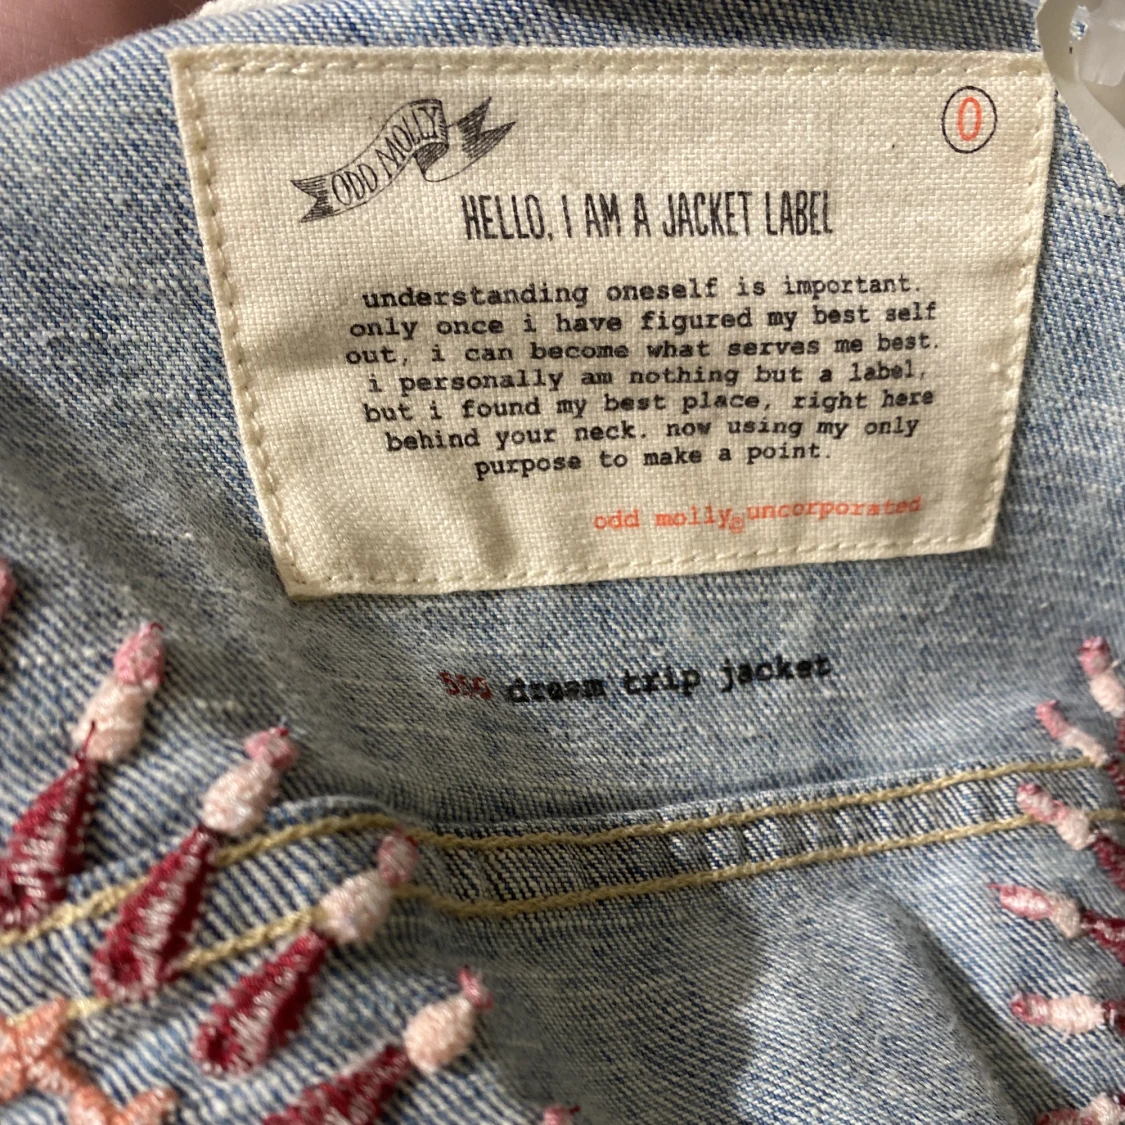 ODD MOLLY
0
HELLO, I AM A JACKET LABEL
understanding oneself is important.
only once i have figured my best self
out, i can become what serves me best.
i personally am nothing but a label,
but i found my best place, right here
behind your neck. now using my only
purpose to make a point.
odd molly©uncorporated
dream trip jacket